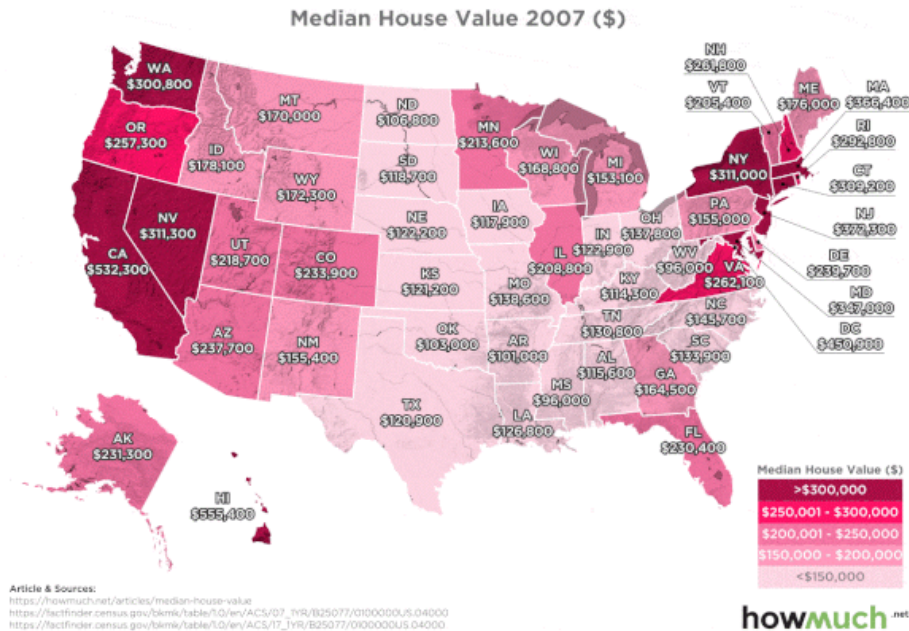 Median House Value 2007 ($)
WA
$300,800
OR
$257,300
CA
$532,300
NV
$311,300
ID
$178,100
MT
$170,000
WY
$172,300
UT
$218,700
CO
$233,900
AZ
$237,700
NM
$155,400
ND
$106,800
SD
$118,700
NE
$122,200
KS
$121,200
OK
$103,000
TX
$120,900
MN
$213,600
IA
$117,900
MO
$138,600
AR
$101,000
LA
$126,800
WI
$168,800
IL
$208,800
MI
$153,100
IN
$122,900
OH
$137,800
KY
$114,300
TN
$130,800
MS
$96,000
AL
$115,600
GA
$164,500
FL
$230,400
SC
$133,900
NC
$145,700
VA
$262,100
WV
$96,000
PA
$155,000
NY
$311,000
VT
$205,400
NH
$261,800
ME
$176,000
MA
$366,400
RI
$292,800
CT
$309,200
NJ
$372,300
DE
$239,700
MD
$347,000
DC
$450,900
AK
$231,300
HI
$555,400
Median House Value ($)
>$300,000
$250,001 - $300,000
$200,001 - $250,000
$150,000 - $200,000
<$150,000
Article & Sources:
https://howmuch.net/articles/median-house-value
https://factfinder.census.gov/bkmk/table/1.0/en/ACS/07_1YR/B25077/0100000US.04000
https://factfinder.census.gov/bkmk/table/1.0/en/ACS/17_1YR/B25077/0100000US.04000
howmuch.net